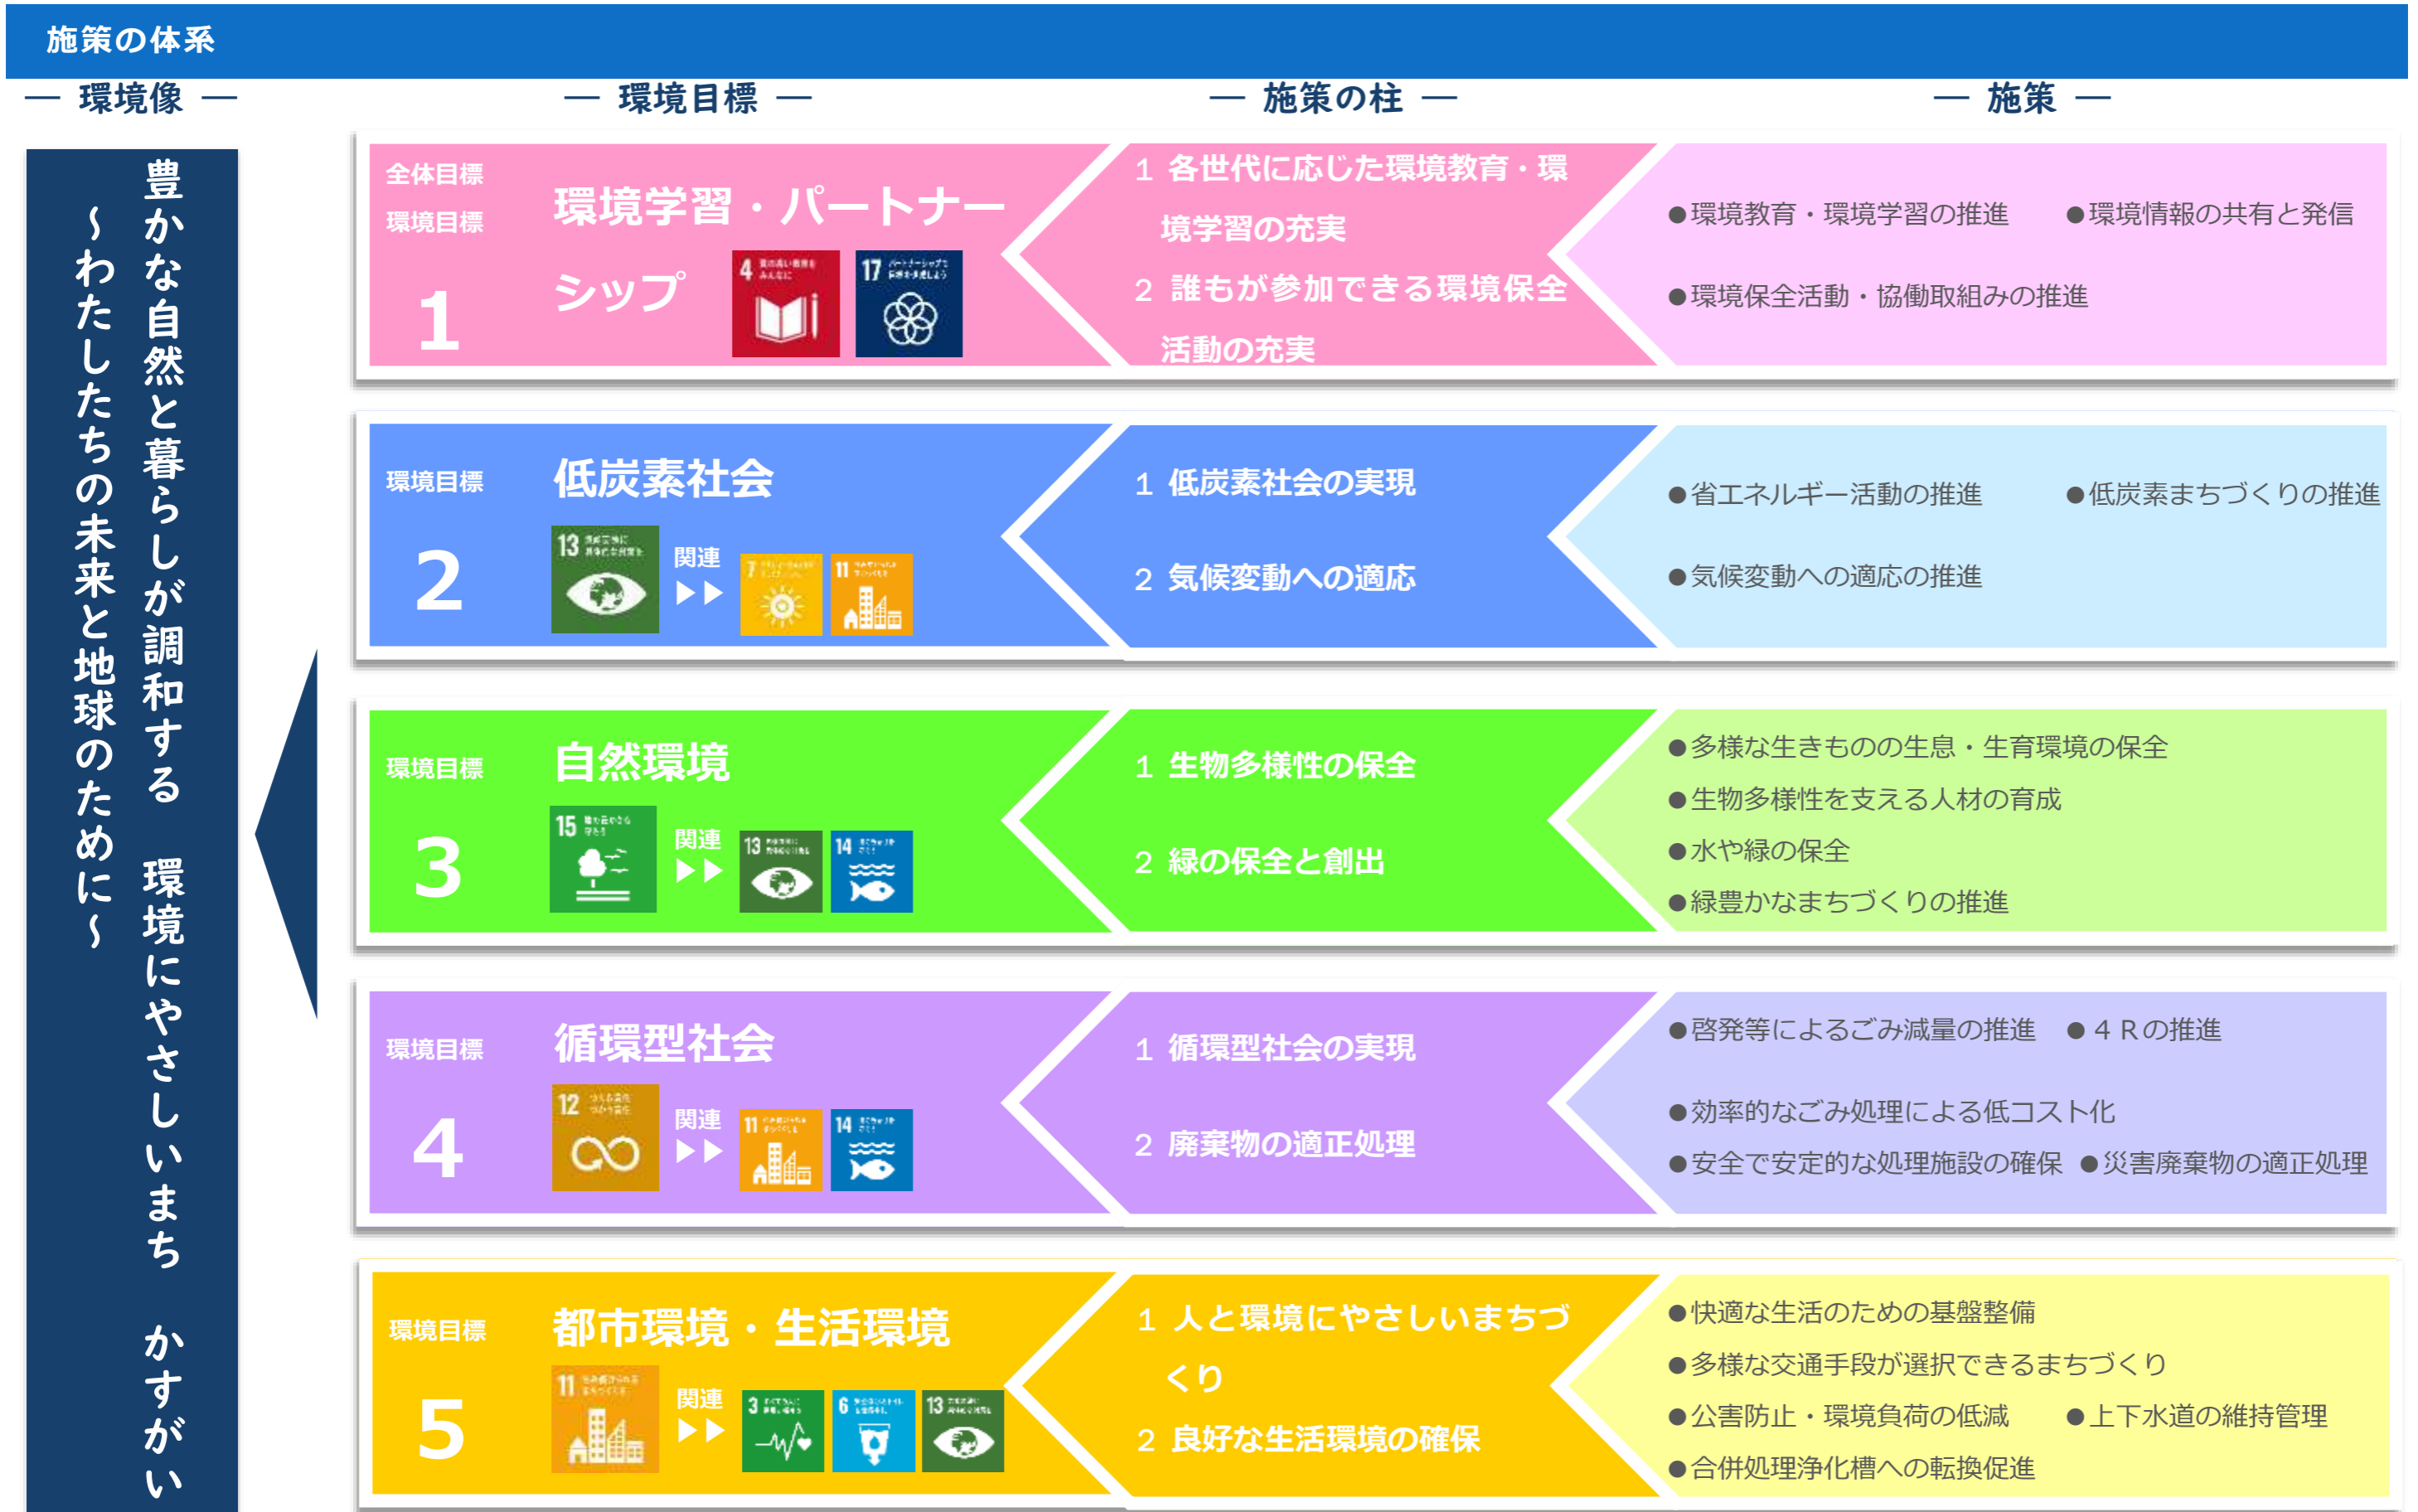 施策の体系
― 環境像 ―
― 環境目標 ―
― 施策の柱 ―
― 施策 ―
豊かな自然と暮らしが調和する　環境にやさしいまち　かすがい
～わたしたちの未来と地球のために～
全体目標
環境目標
1
環境学習・パートナー
シップ
4
17
1 各世代に応じた環境教育・環
境学習の充実
2 誰もが参加できる環境保全
活動の充実
●環境教育・環境学習の推進　●環境情報の共有と発信
●環境保全活動・協働取組みの推進
環境目標
2
低炭素社会
13
関連
7
11
1 低炭素社会の実現
2 気候変動への適応
●省エネルギー活動の推進　●低炭素まちづくりの推進
●気候変動への適応の推進
環境目標
3
自然環境
15
関連
13
14
1 生物多様性の保全
2 緑の保全と創出
●多様な生きものの生息・生育環境の保全
●生物多様性を支える人材の育成
●水や緑の保全
●緑豊かなまちづくりの推進
環境目標
4
循環型社会
12
関連
11
14
1 循環型社会の実現
2 廃棄物の適正処理
●啓発等によるごみ減量の推進　●４Ｒの推進
●効率的なごみ処理による低コスト化
●安全で安定的な処理施設の確保　●災害廃棄物の適正処理
環境目標
5
都市環境・生活環境
11
関連
3
6
13
1 人と環境にやさしいまちづ
くり
2 良好な生活環境の確保
●快適な生活のための基盤整備
●多様な交通手段が選択できるまちづくり
●公害防止・環境負荷の低減　●上下水道の維持管理
●合併処理浄化槽への転換促進